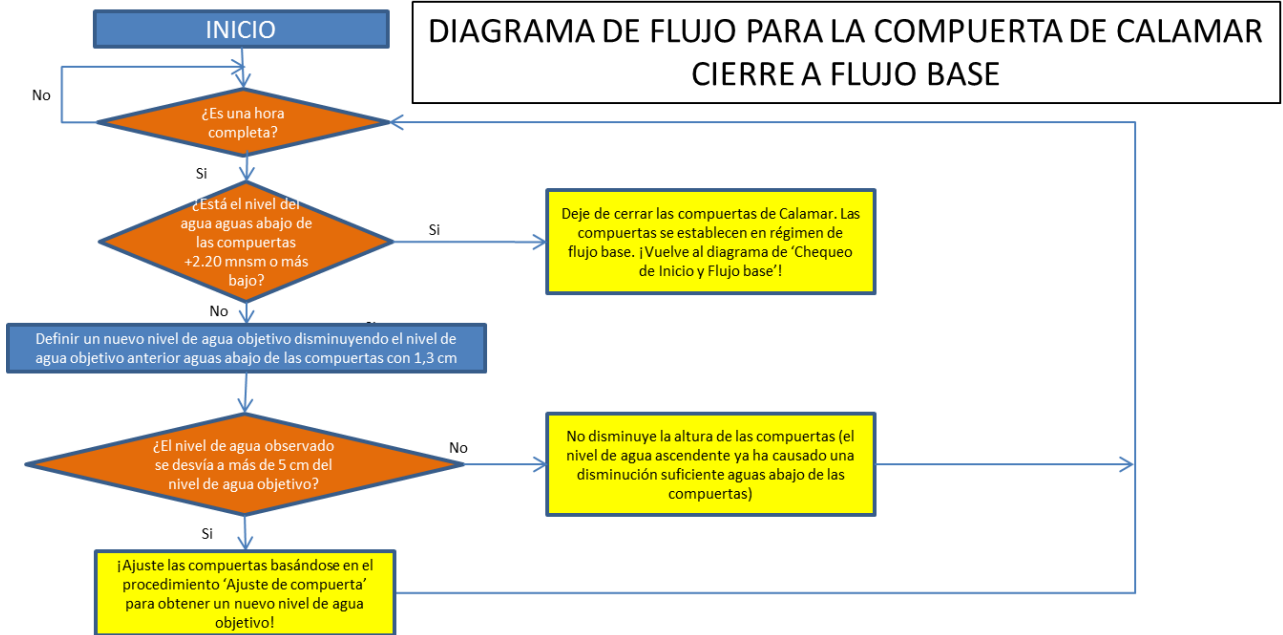 INICIO
DIAGRAMA DE FLUJO PARA LA COMPUERTA DE CALAMAR
CIERRE A FLUJO BASE
No
¿Es una hora
completa?
Si
¿Está el nivel del
agua aguas abajo de
las compuertas
+2.20 mnsm o más
bajo?
Si
Deje de cerrar las compuertas de Calamar. Las
compuertas se establecen en régimen de
flujo base. ¡Vuelve al diagrama de ‘Chequeo
de Inicio y Flujo base’!
No
Definir un nuevo nivel de agua objetivo disminuyendo el nivel de
agua objetivo anterior aguas abajo de las compuertas con 1,3 cm
¿El nivel de agua observado
se desvía a más de 5 cm del
nivel de agua objetivo?
No
No disminuye la altura de las compuertas (el
nivel de agua ascendente ya ha causado una
disminución suficiente aguas abajo de las
compuertas)
Si
¡Ajuste las compuertas basándose en el
procedimiento ‘Ajuste de compuerta’
para obtener un nuevo nivel de agua
objetivo!